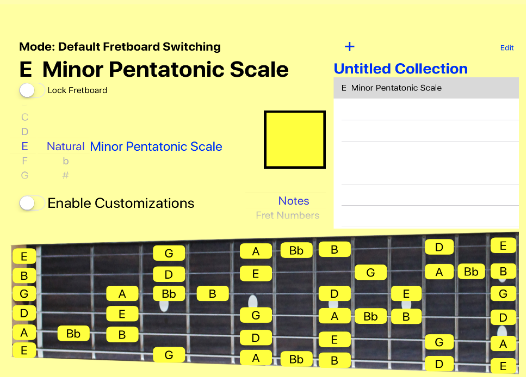 Mode: Default Fretboard Switching
E Minor Pentatonic Scale
Lock Fretboard
+
Edit
Untitled Collection
E Minor Pentatonic Scale
C
D
E Natural Minor Pentatonic Scale
F b
G #
Enable Customizations
Notes
Fret Numbers
E G A Bb B D E
B D E G A Bb B
G A Bb B D E G
D E G A Bb B D
A Bb B D E G A
E G A Bb B D E